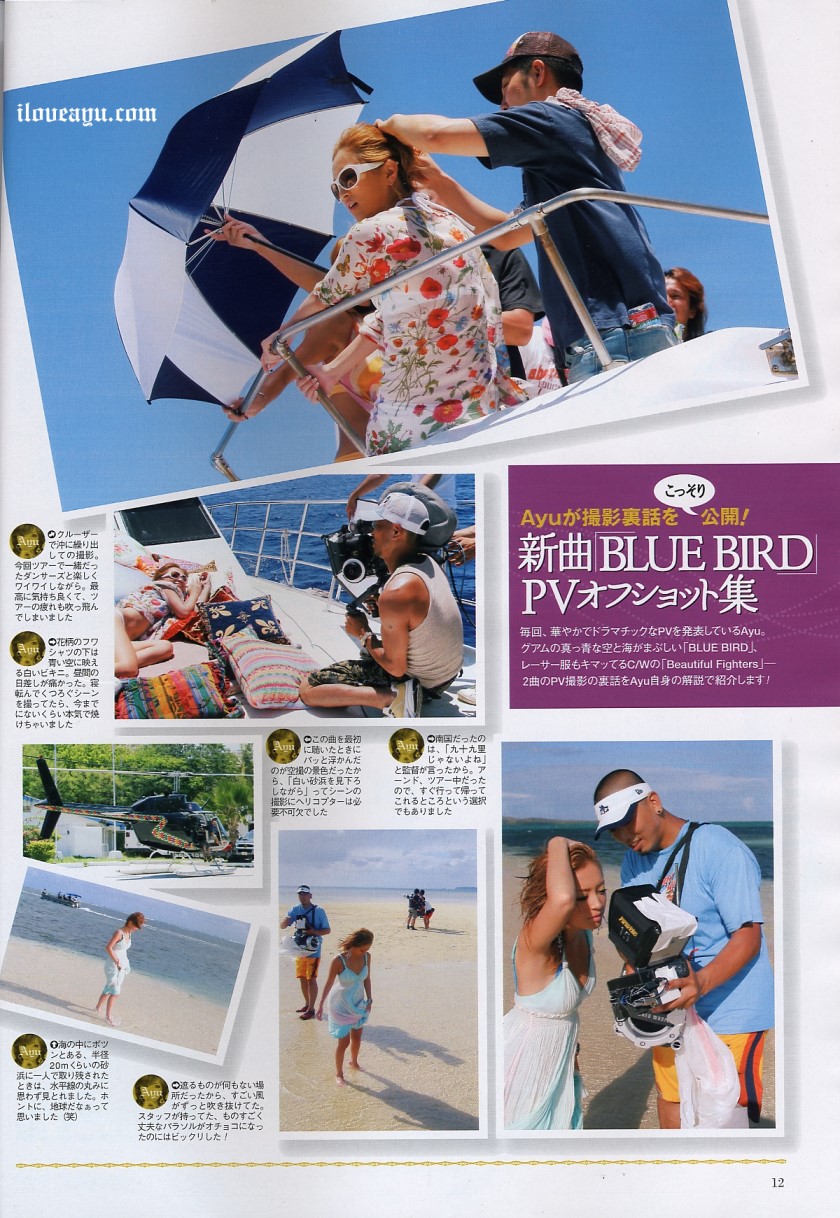 iloveayu.com
こっそり
Ayuが撮影裏話を 公開!
新曲「BLUE BIRD」
PVオフショット集
毎回、華やかでドラマチックなPVを発表しているAyu。
グアムの真っ青な空と海がまぶしい「BLUE BIRD」、
レーサー服もキマッてるC/Wの「Beautiful Fighters」―
2曲のPV撮影の裏話をAyu自身の解説で紹介します!
Ayu
クルーザー
で沖に繰り出
しての撮影。
今回ツアーで一緒だっ
たダンサーズと楽しく
ワイワイしながら。最
高に気持ち良くて、ツ
アーの疲れも吹っ飛ん
でしまいました
Ayu
花柄のフワ
シャツの下は
青い空に映え
る白いビキニ。昼間の
日差しが痛かった。寝
転んでくつろぐシーン
を撮ってたら、今まで
にないくらい本気で焼
けちゃいました
Ayu
この曲を最初
に聴いたときに
パッと浮かんだ
のが空撮の景色だったか
ら、「白い砂浜を見下ろ
しながら」ってシーンの
撮影にヘリコプターは必
要不可欠でした
Ayu
南国だったの
は、「九十九里
じゃないよね」
と監督が言ったから。ア
ーンド、ツアー中だった
ので、すぐ行って帰って
これるところという選択
でもありました
Ayu
海の中にポツ
ンとある、半径
20mくらいの砂
浜に一人で取り残された
ときは、水平線の丸みに
思わず見とれました。ホ
ントに、地球だなぁって
思いました(笑)
Ayu
遮るものが何もない場
所だったから、すごい風
がずっと吹き抜けてた。
スタッフが持ってた、ものすごく
丈夫なパラソルがオチョコになっ
たのにはビックリした!
12